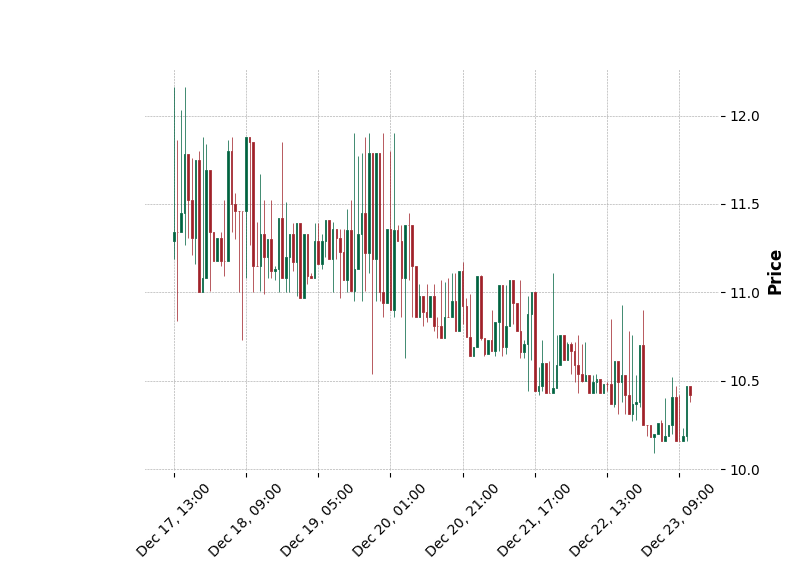 12.0
11.5
11.0
10.5
10.0
Price
Dec 17, 13:00
Dec 18, 09:00
Dec 19, 05:00
Dec 20, 01:00
Dec 20, 21:00
Dec 21, 17:00
Dec 22, 13:00
Dec 23, 09:00